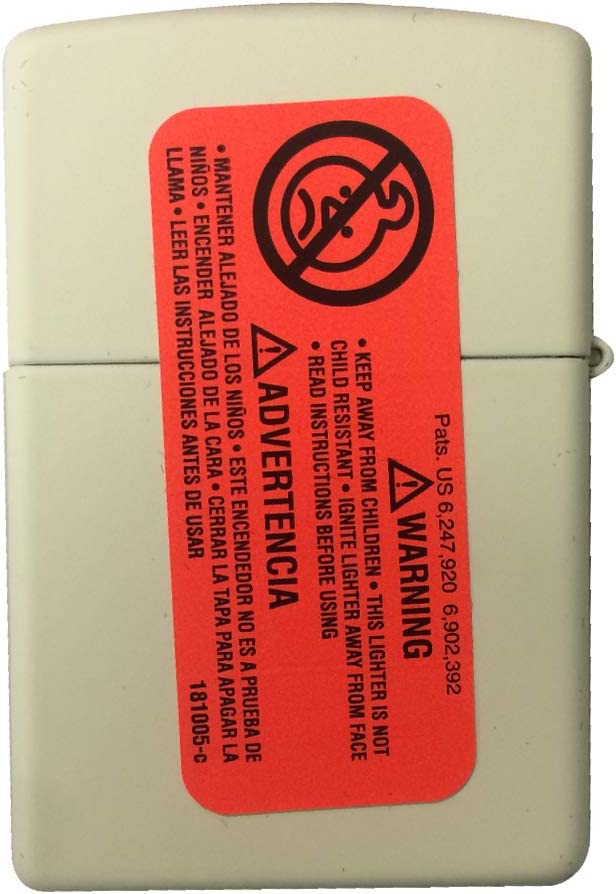 Pats. US 6,247,920 6,902,392
⚠ WARNING
• KEEP AWAY FROM CHILDREN • THIS LIGHTER IS NOT
CHILD RESISTANT • IGNITE LIGHTER AWAY FROM FACE
• READ INSTRUCTIONS BEFORE USING
⚠ ADVERTENCIA
• MANTENER ALEJADO DE LOS NIÑOS • ESTE ENCENDEDOR NO ES A PRUEBA DE
NIÑOS • ENCENDER ALEJADO DE LA CARA • CERRAR LA TAPA PARA APAGAR LA
LLAMA • LEER LAS INSTRUCCIONES ANTES DE USAR
181005-c